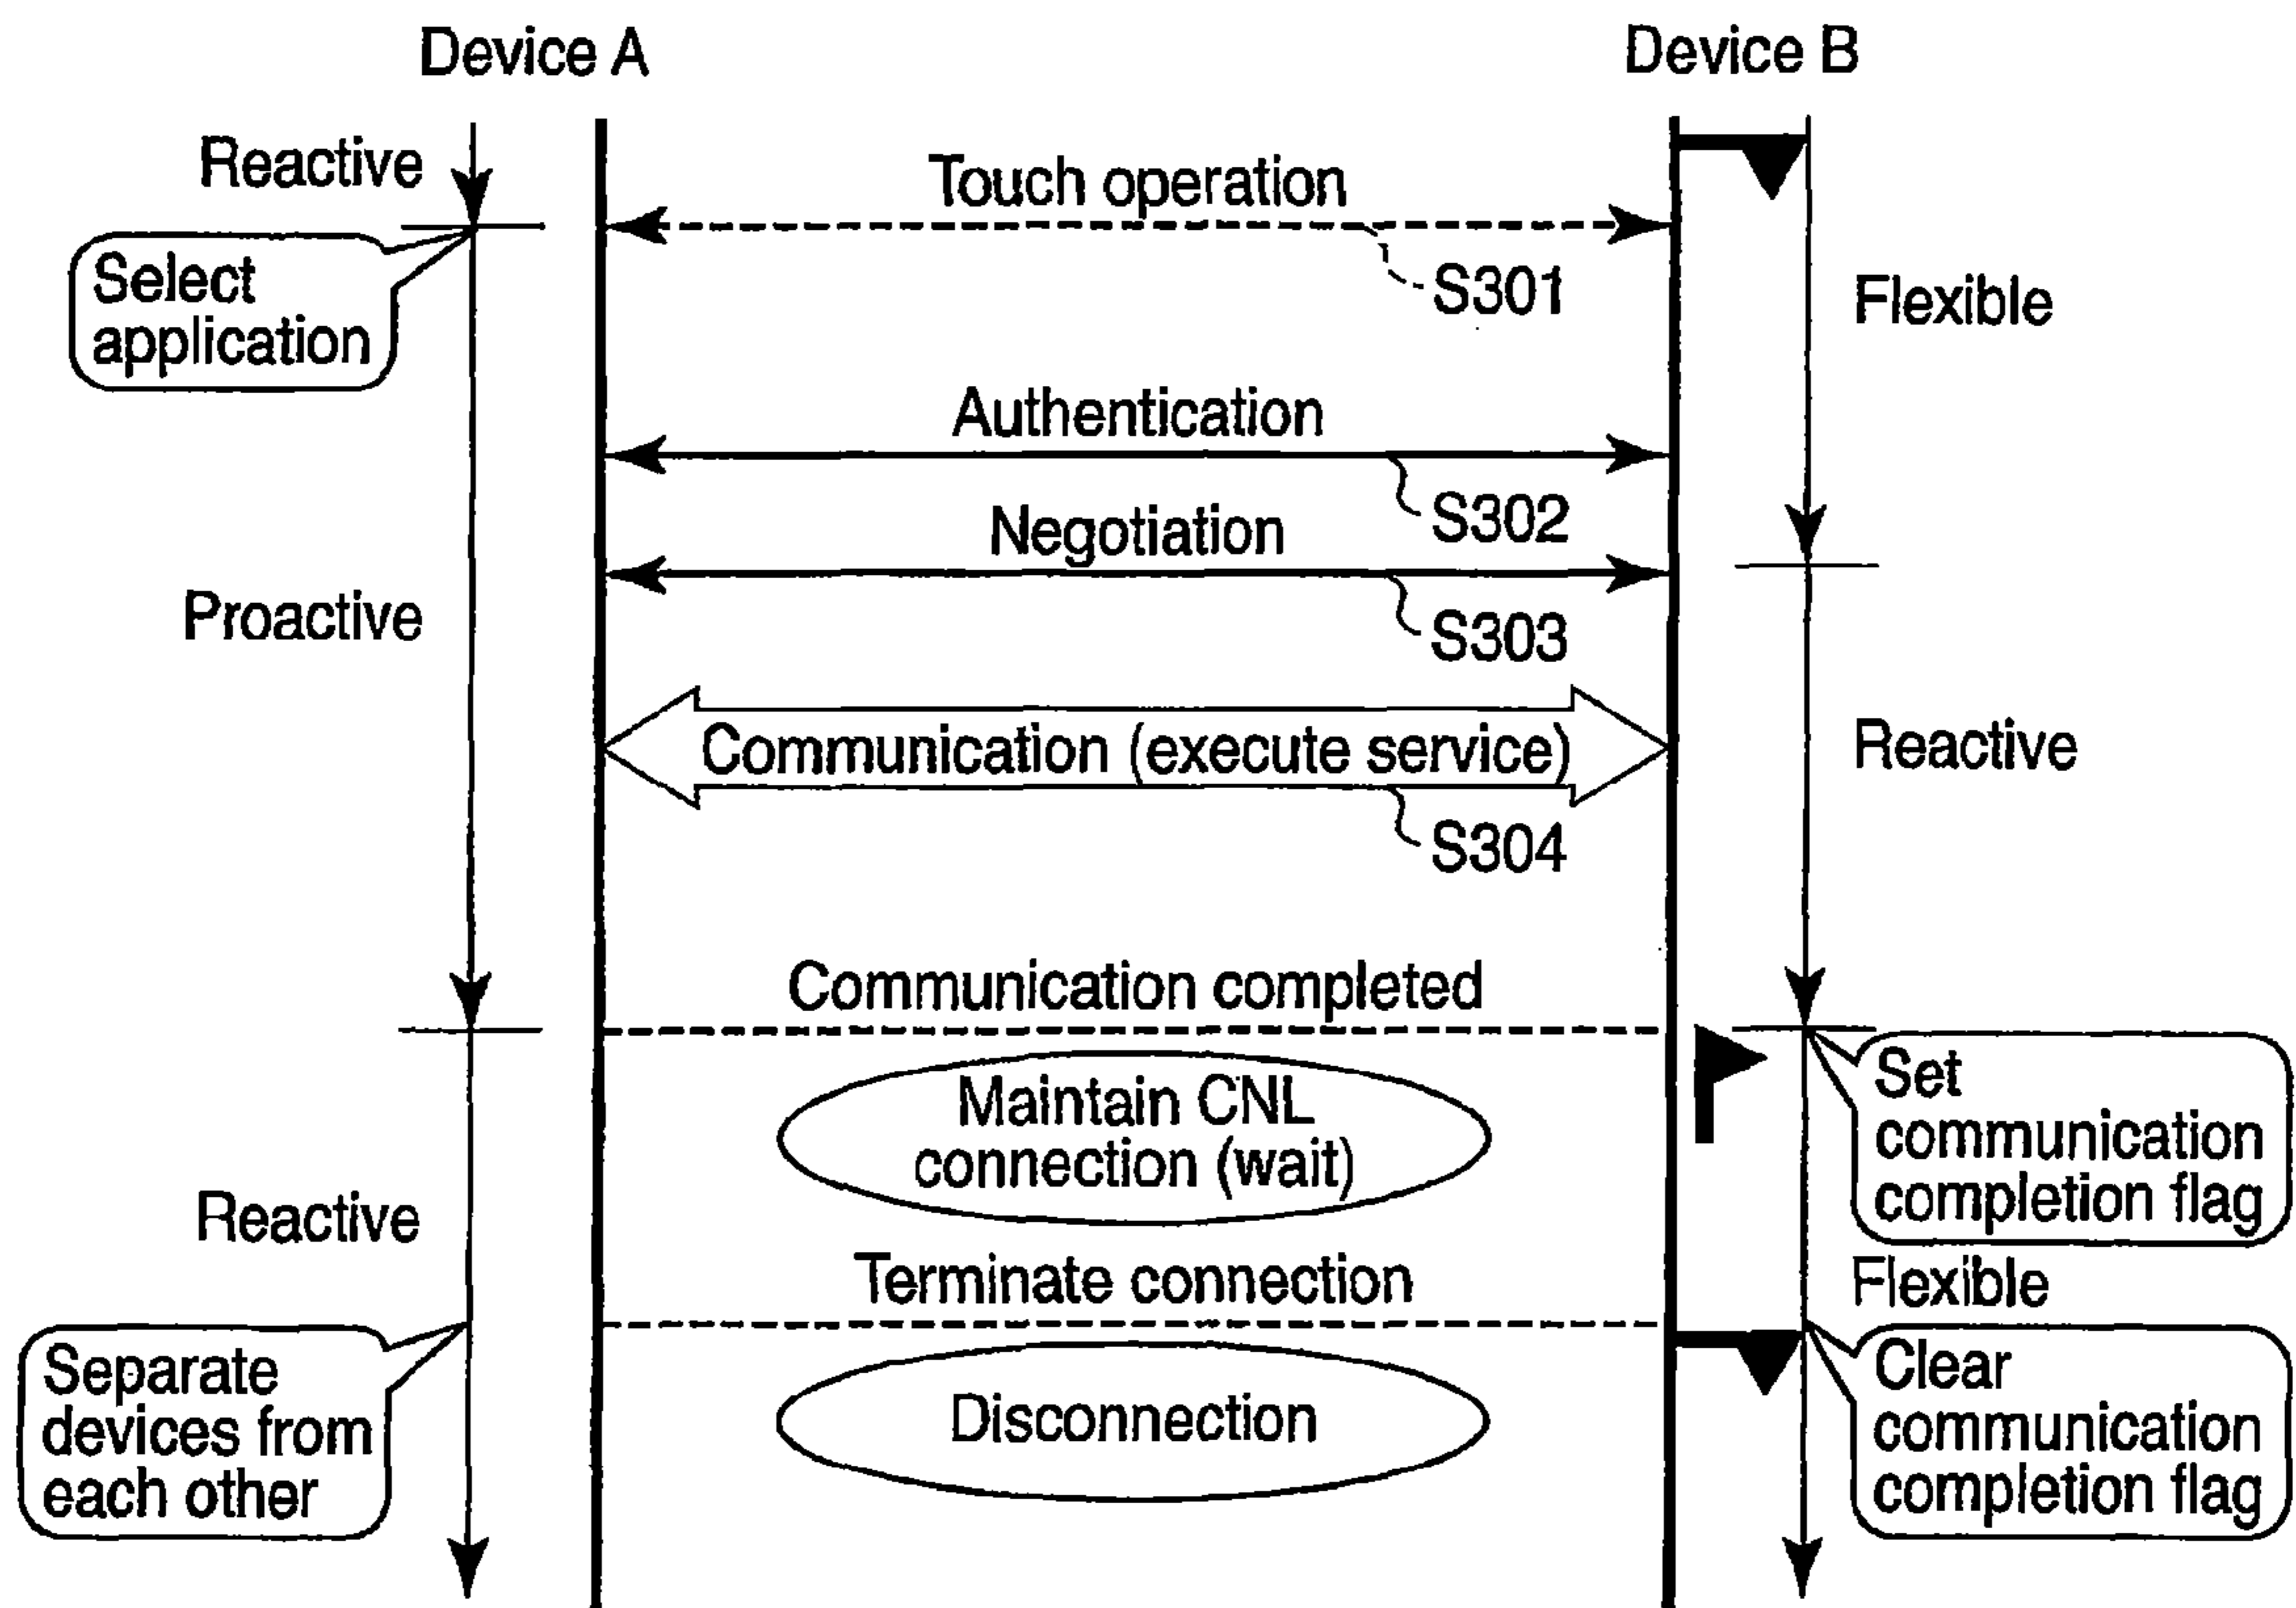 Device A
Device B
Reactive
Touch operation
Select
application
S301
Flexible
Authentication
S302
Negotiation
S303
Proactive
Communication (execute service)
Reactive
S304
Communication completed
Maintain CNL
connection (wait)
Set
communication
completion flag
Reactive
Terminate connection
Flexible
Separate
devices from
each other
Disconnection
Clear
communication
completion flag